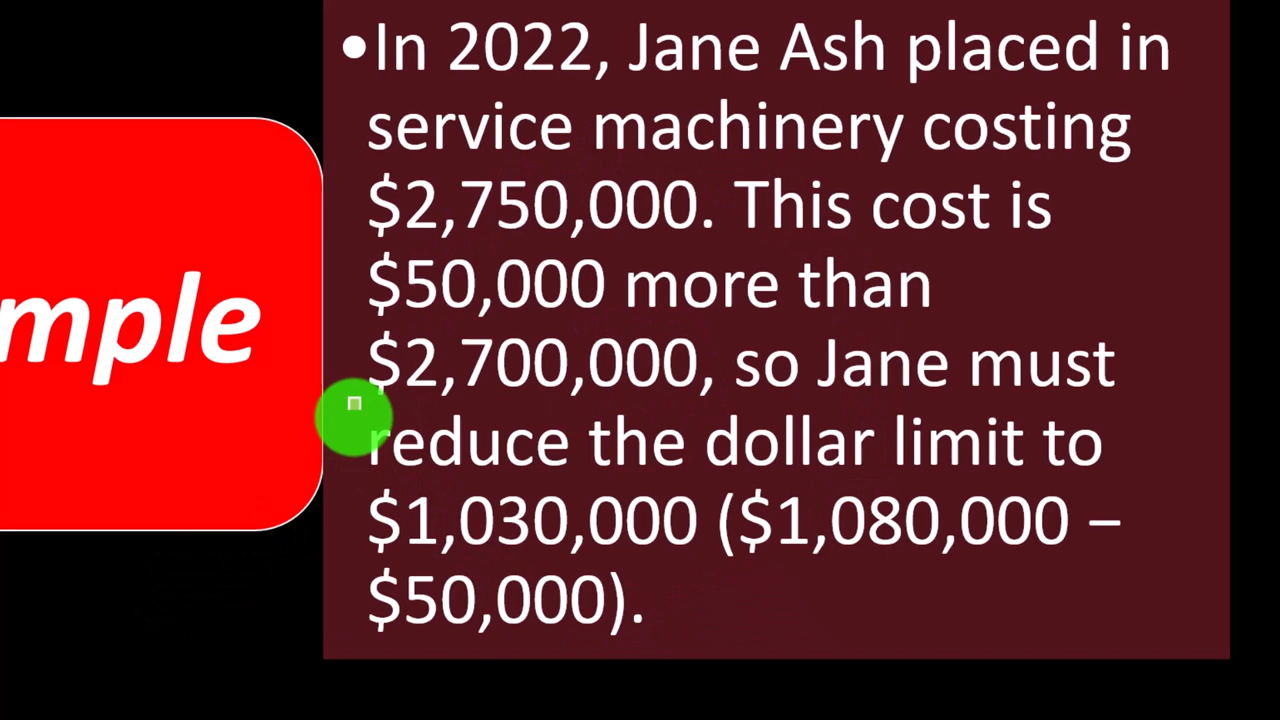 mple
•In 2022, Jane Ash placed in
service machinery costing
$2,750,000. This cost is
$50,000 more than
$2,700,000, so Jane must
reduce the dollar limit to
$1,030,000 ($1,080,000 –
$50,000).